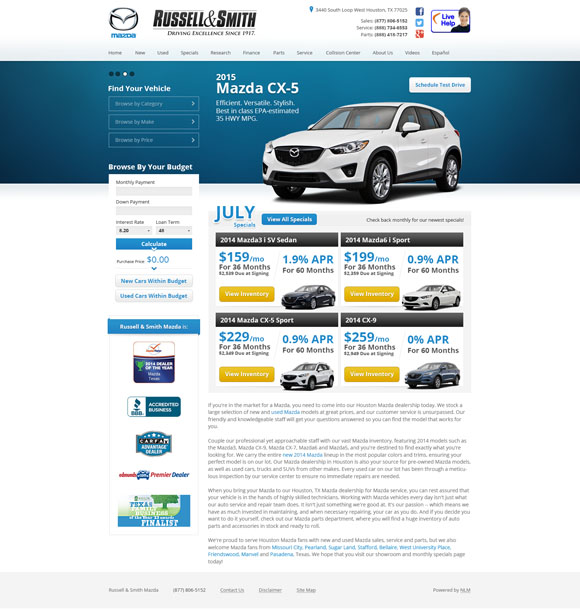 mazda
RUSSELL&SMITH
DRIVING EXCELLENCE SINCE 1917.
3440 South Loop West Houston, TX 77025
Sales: (877) 806-5152
Service: (888) 734-6553
Parts: (888) 416-7217
Live
Help
Home New Used Specials Research Finance Parts Service Collision Center About Us Videos Español
Find Your Vehicle
Browse by Category
Browse by Make
Browse by Price
2015
Mazda CX-5
Efficient. Versatile. Stylish.
Best in class EPA-estimated
35 HWY MPG.
Schedule Test Drive
Browse By Your Budget
Monthly Payment
Down Payment
Interest Rate Loan Term
6.20 48
Calculate
Purchase Price $0.00
New Cars Within Budget
Used Cars Within Budget
Russell & Smith Mazda is:
2014 DEALER
OF THE YEAR
Mazda
Texas
BBB.
ACCREDITED
BUSINESS
CARFAX
ADVANTAGE
DEALER
edmunds Premier Dealer
TEXAS
FAMILY
BUSINESS
FINALIST
JULY
Specials
View All Specials
Check back monthly for our newest specials!
2014 Mazda3 i SV Sedan
$159/mo
For 36 Months
$2,539 Due at Signing
1.9% APR
For 60 Months
View Inventory
2014 Mazda6 i Sport
$199/mo
For 36 Months
$2,359 Due at Signing
0.9% APR
For 60 Months
View Inventory
2014 Mazda CX-5 Sport
$229/mo
For 36 Months
$2,349 Due at Signing
0.9% APR
For 60 Months
View Inventory
2014 CX-9
$259/mo
For 36 Months
$2,949 Due at Signing
0% APR
For 60 Months
View Inventory
If you're in the market for a Mazda, you need to come into our Houston Mazda dealership today. We stock a
large selection of new and used Mazda models at great prices, and our customer service is unsurpassed. Our
friendly and knowledgeable staff will get your questions answered so you can find the model that works for
you.
Couple our professional yet approachable staff with our vast Mazda Inventory, featuring 2014 models such as
the Mazda3, Mazda CX-9, Mazda CX-7, Mazda6 and Mazda5, and you're destined to find exactly what you're
looking for. We carry the entire new 2014 Mazda lineup in the most popular colors and trims, ensuring your
perfect model is on our lot. Our Mazda dealership in Houston is also your source for pre-owned Mazda models,
as well as used cars, trucks and SUVs from other makes. Every used car on our lot has been through a meticu-
lous inspection by our service center to ensure no immediate repairs are needed.
When you bring your Mazda to our Houston, TX Mazda dealership for Mazda service, you can rest assured that
your vehicle is in the hands of highly skilled technicians. Working with Mazda vehicles every day isn't just what
our auto service and repair team does. It isn't just something we're good at. It's our passion -- which means we
have as much invested in maintaining, and when necessary repairing, your car as you do. And if you decide you
want to do it yourself, check out our Mazda parts department, where you will find a huge inventory of auto
parts and accessories in stock and ready to roll.
We're proud to serve Houston Mazda fans with new and used Mazda sales, service and parts, but we also
welcome Mazda fans from Missouri City, Pearland, Sugar Land, Stafford, Bellaire, West University Place,
Friendswood, Manvel and Pasadena, Texas. We hope that you visit our showroom and monthly specials page
today!
Russell & Smith Mazda (877) 806-5152 Contact Us Disclaimer Site Map Powered by NLM